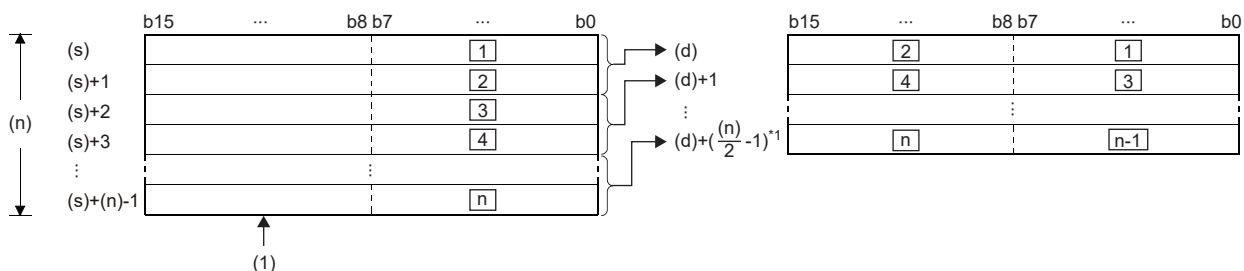 b15 ... b8 b7 ... b0 b15 ... b8 b7 ... b0
(s) 1 (d) 2 1
(s)+1 2 (d)+1 4 3
(s)+2 3 ⋮ ⋮
(n)
(s)+3 4 (d)+((n)/2 -1)*1 n n-1
⋮ ⋮
(s)+(n)-1 n
(1)